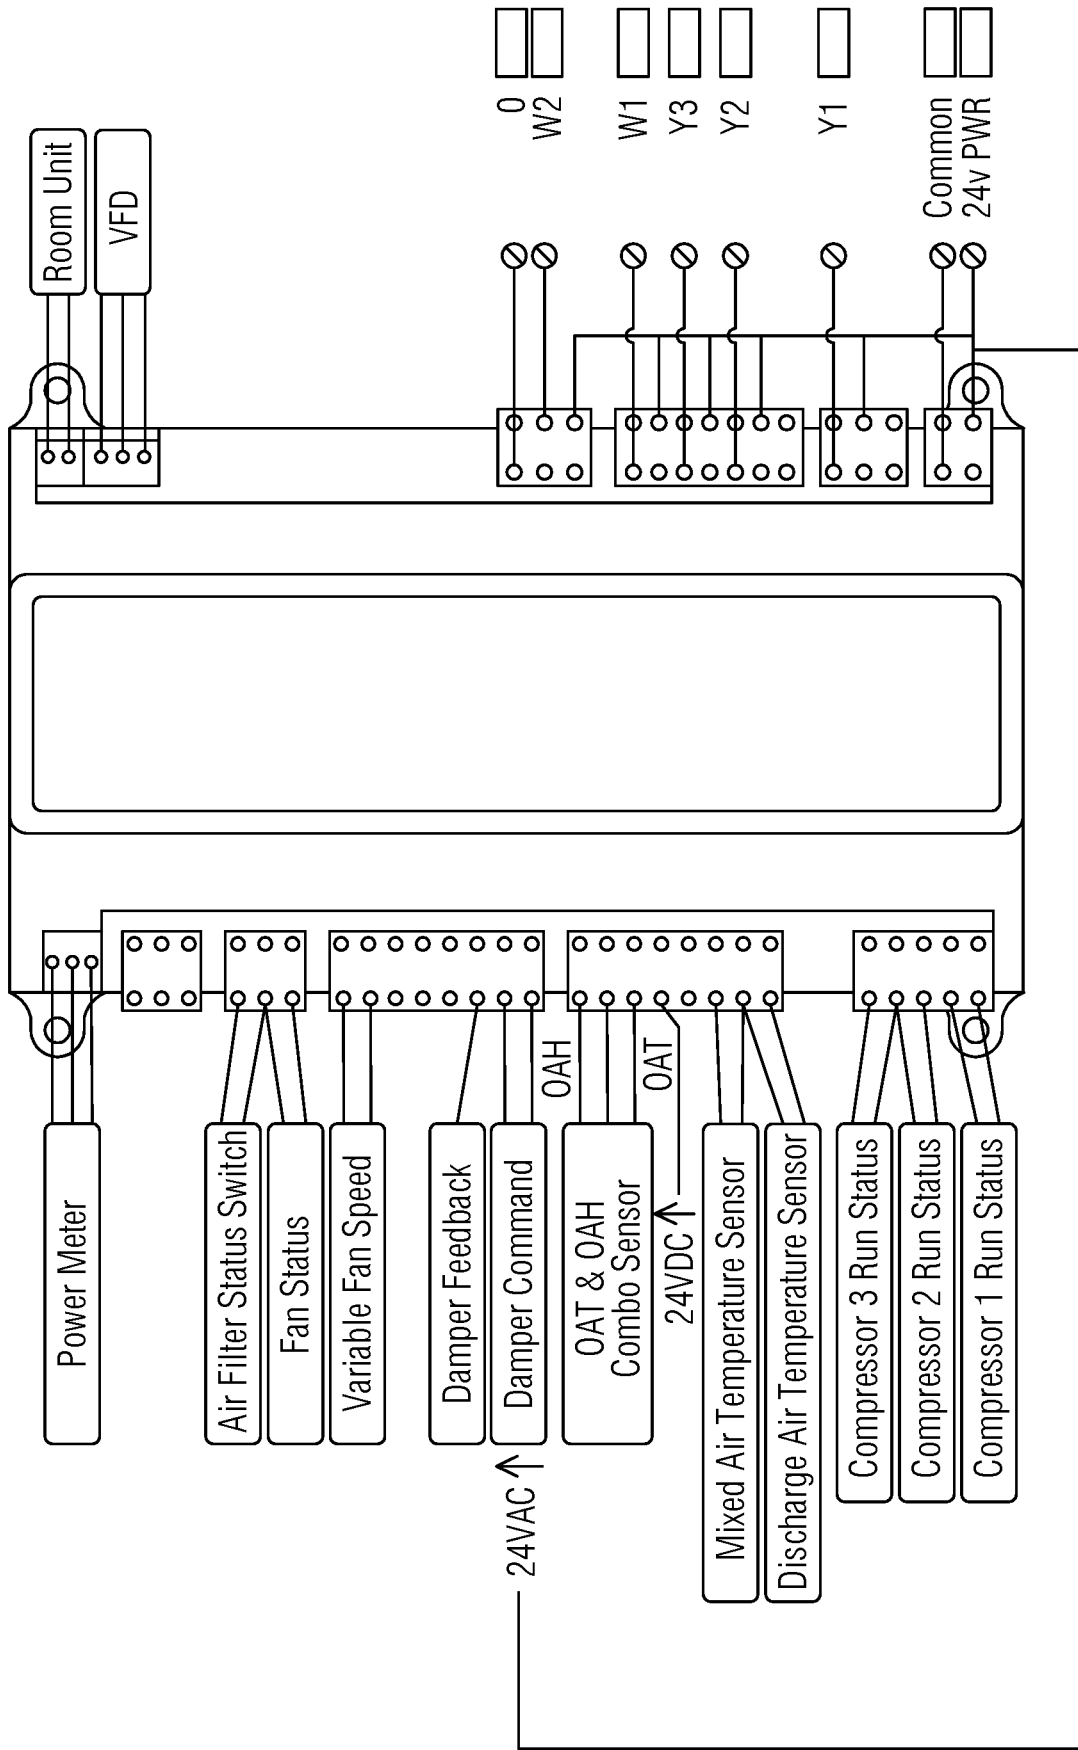 Room Unit
VFD
O
W2
W1
Y3
Y2
Y1
Common
24v PWR
Power Meter
Air Filter Status Switch
Fan Status
Variable Fan Speed
Damper Feedback
Damper Command
24VAC
OAH
OAT & OAH
Combo Sensor
OAT
24VDC
Mixed Air Temperature Sensor
Discharge Air Temperature Sensor
Compressor 3 Run Status
Compressor 2 Run Status
Compressor 1 Run Status